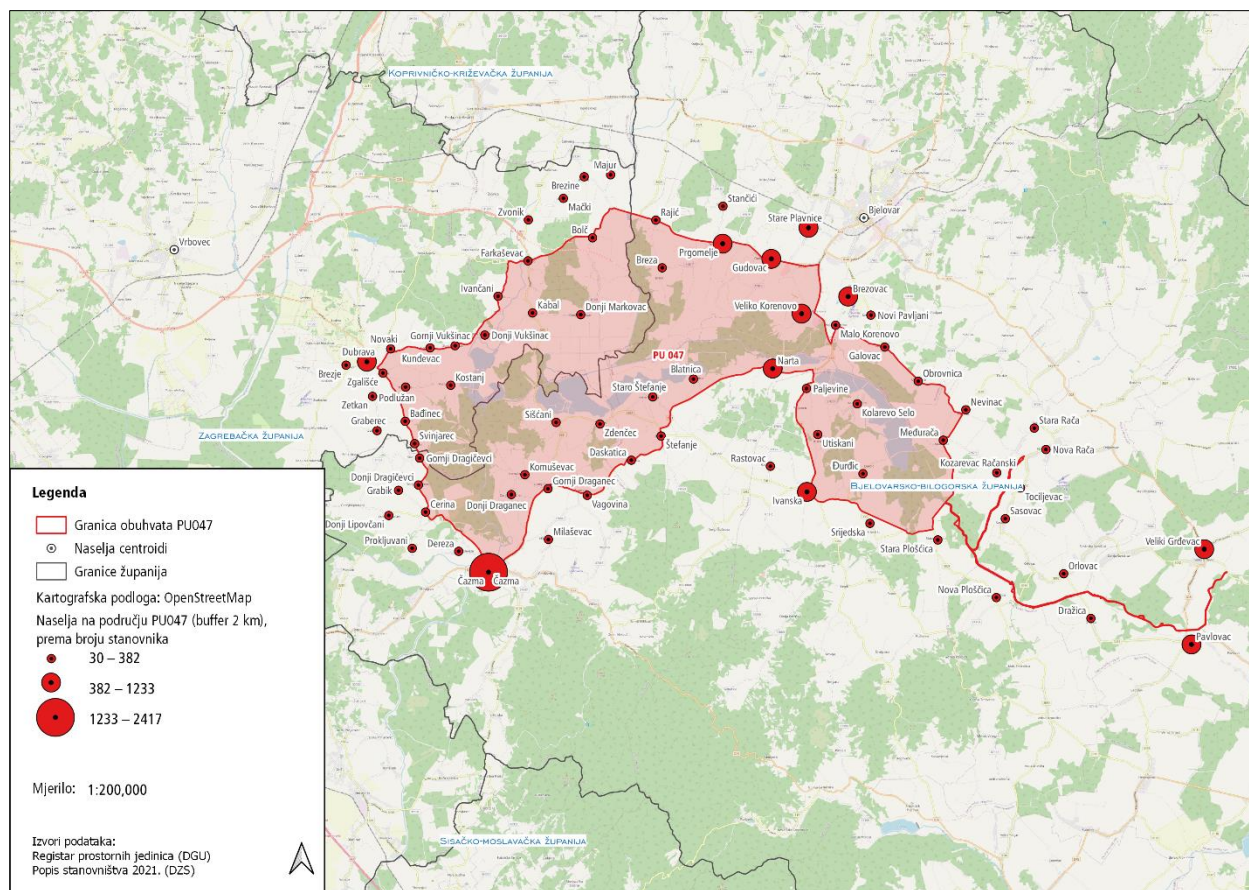 KOPRIVNIČKO-KRIŽEVAČKA ŽUPANIJA
Majur
Brezine
Mački
Zvonik
Bolč
Rajić
Stančići
Stare Plavnice
Bjelovar
Vrbovec
Farkaševac
Breza
Prgomelje
Gudovac
Ivančani
Kabal
Donji Markovac
Veliko Korenovo
Brezovac
Novi Pavljani
Malo Korenovo
Novaki
Gornji Vukšinac
Donji Vukšinac
PU 047
Galovac
Dubrava
Kundevac
Brezje
Zgališće
Kostanj
Blatnica
Narta
Obrovnica
Zetkan
Podlužan
Staro Štefanje
Paljevine
Kolarevo Selo
Nevinac
Bađinec
Sišćani
Graberec
Svinjarec
Zdenčec
Štefanje
Utiskani
Međurača
Stara Rača
ZAGREBAČKA ŽUPANIJA
Nova Rača
Gornji Dragičevci
Daskatica
Rastovac
Đurđic
Kozarevac Račanski
Donji Dragičevci
Komuševac
Gornji Draganec
BJELOVARSKO-BILOGORSKA ŽUPANIJA
Grabik
Donji Draganec
Vagovina
Ivanska
Tociljevac
Donji Lipovčani
Cerina
Sasovac
Prokljuvani
Dereza
Milaševac
Srijedska
Stara Ploščica
Veliki Grđevac
Čazma Čazma
Orlovac
Nova Ploščica
Dražica
Pavlovac
SISAČKO-MOSLAVAČKA ŽUPANIJA
Legenda
Granica obuhvata PU047
Naselja centroidi
Granice županija
Kartografska podloga: OpenStreetMap
Naselja na području PU047 (buffer 2 km),
prema broju stanovnika
30 – 382
382 – 1233
1233 – 2417
Mjerilo: 1:200,000
Izvori podataka:
Registar prostornih jedinica (DGU)
Popis stanovništva 2021. (DZS)